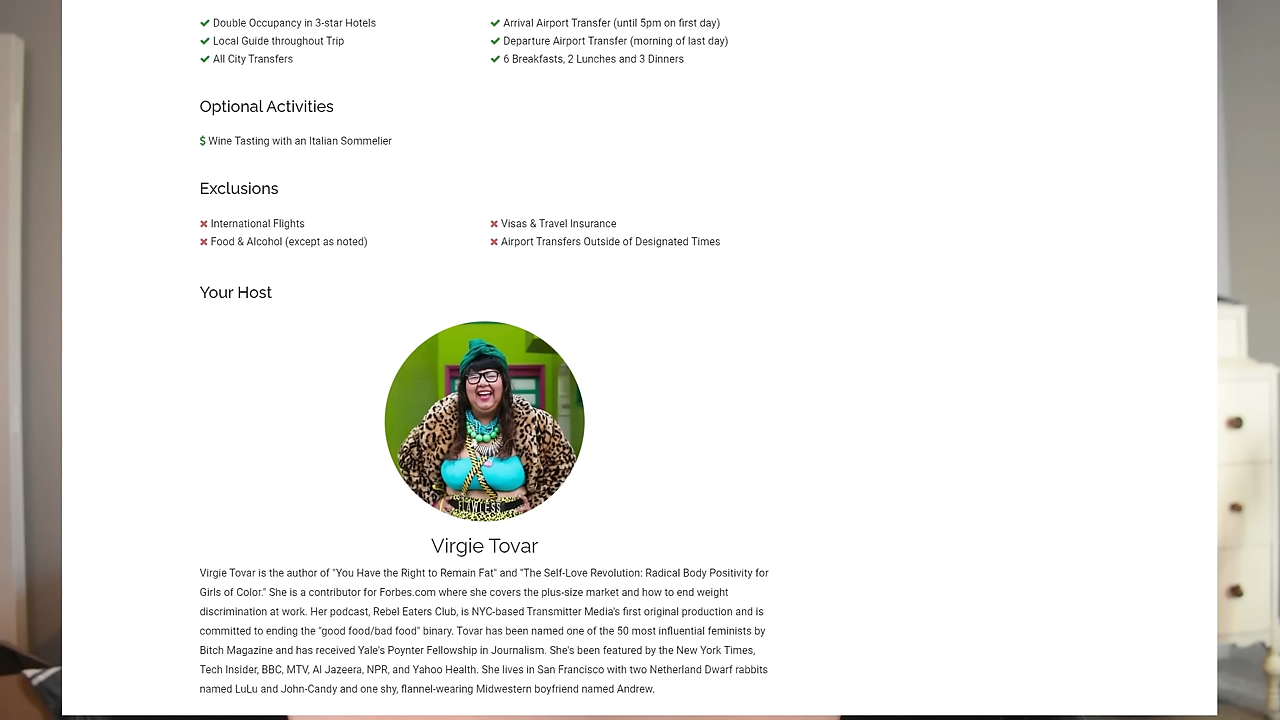 Double Occupancy in 3-star Hotels
Arrival Airport Transfer (until 5pm on first day)
Local Guide throughout Trip
Departure Airport Transfer (morning of last day)
All City Transfers
6 Breakfasts, 2 Lunches and 3 Dinners
Optional Activities
$ Wine Tasting with an Italian Sommelier
Exclusions
International Flights
Visas & Travel Insurance
Food & Alcohol (except as noted)
Airport Transfers Outside of Designated Times
Your Host
FLAWLESS
Virgie Tovar
Virgie Tovar is the author of "You Have the Right to Remain Fat" and "The Self-Love Revolution: Radical Body Positivity for
Girls of Color." She is a contributor for Forbes.com where she covers the plus-size market and how to end weight
discrimination at work. Her podcast, Rebel Eaters Club, is NYC-based Transmitter Media's first original production and is
committed to ending the "good food/bad food" binary. Tovar has been named one of the 50 most influential feminists by
Bitch Magazine and has received Yale's Poynter Fellowship in Journalism. She's been featured by the New York Times,
Tech Insider, BBC, MTV, Al Jazeera, NPR, and Yahoo Health. She lives in San Francisco with two Netherland Dwarf rabbits
named LuLu and John-Candy and one shy, flannel-wearing Midwestern boyfriend named Andrew.